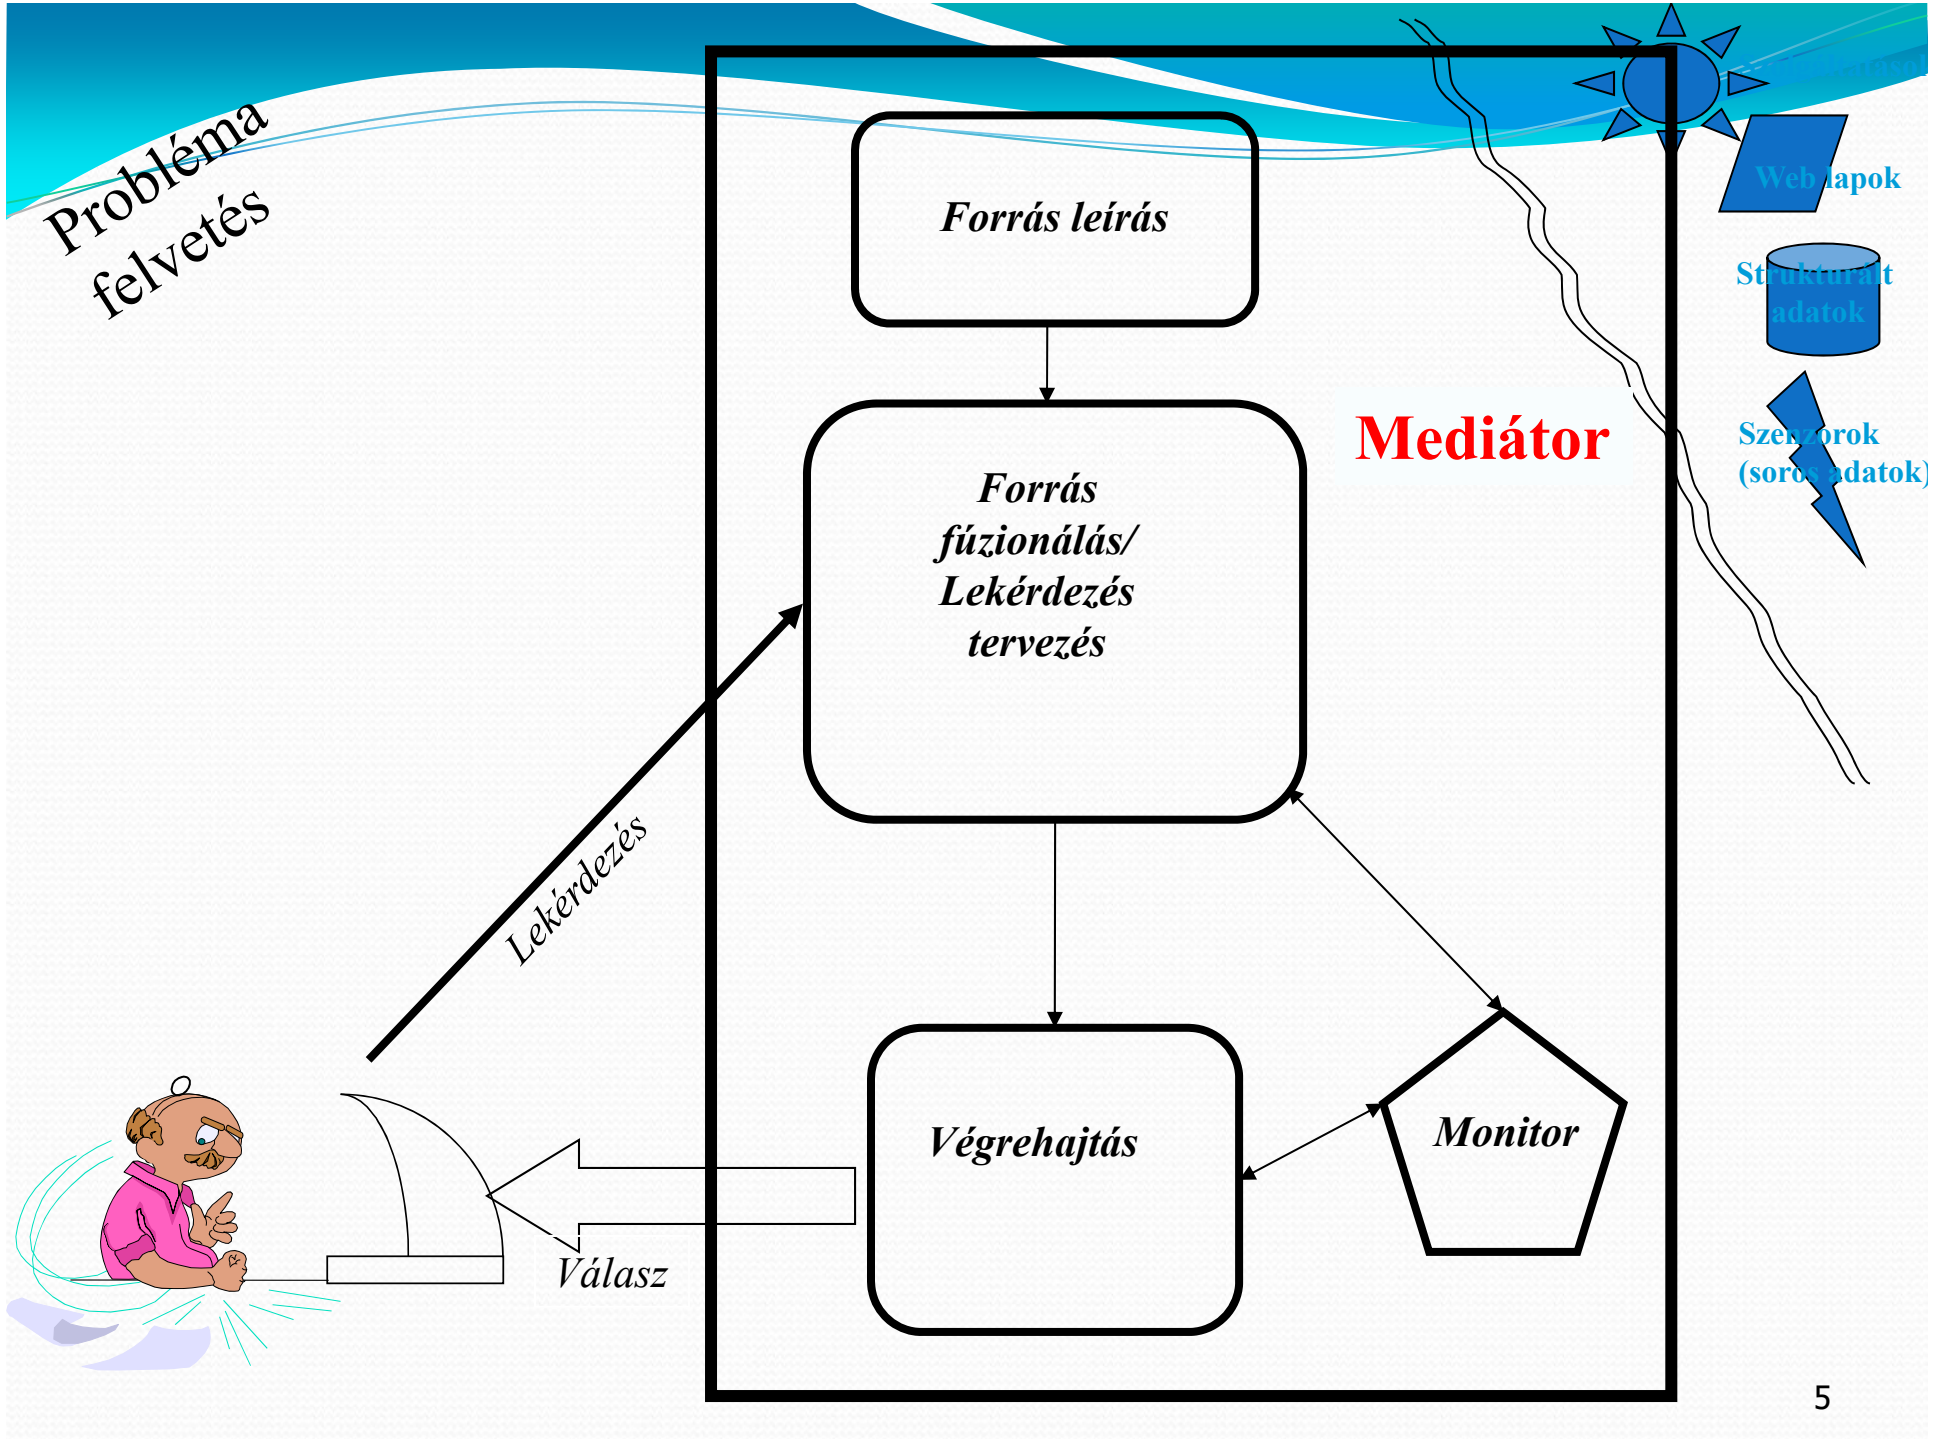 Probléma
felvetés
Forrás leírás
Web lapok
Strukturált
adatok
Mediátor
Szenzorok
(soros adatok)
Forrás
fúzionálás/
Lekérdezés
tervezés
Lekérdezés
Végrehajtás
Monitor
Válasz
5